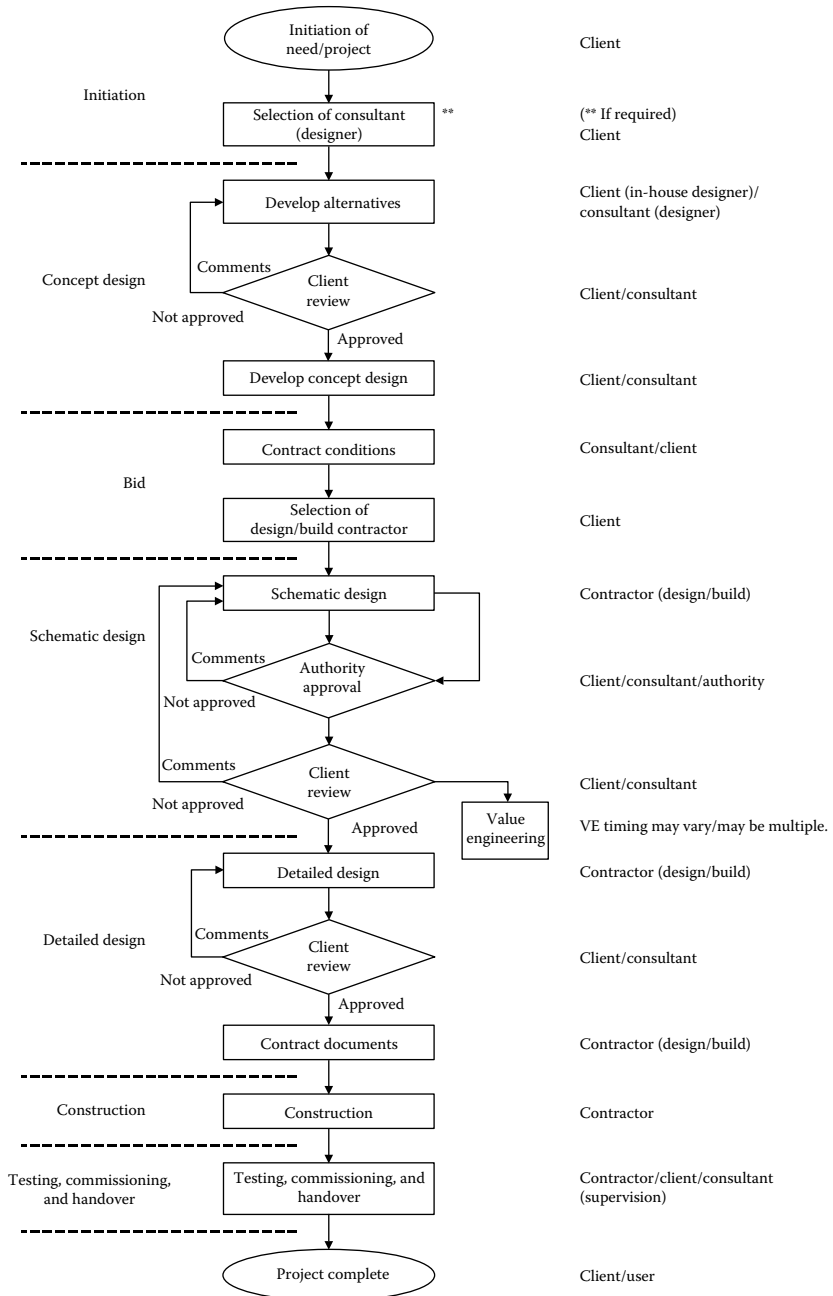 Initiation of
need/project
Client
Initiation
Selection of consultant
(designer)
**
(** If required)
Client
Develop alternatives
Client (in-house designer)/
consultant (designer)
Comments
Concept design
Client
review
Client/consultant
Not approved
Approved
Develop concept design
Client/consultant
Contract conditions
Consultant/client
Bid
Selection of
design/build contractor
Client
Schematic design
Contractor (design/build)
Schematic design
Comments
Authority
approval
Client/consultant/authority
Not approved
Comments
Client
review
Client/consultant
Not approved
Value
engineering
VE timing may vary/may be multiple.
Approved
Detailed design
Contractor (design/build)
Detailed design
Comments
Client
review
Client/consultant
Not approved
Approved
Contract documents
Contractor (design/build)
Construction
Construction
Contractor
Testing, commissioning,
and handover
Testing, commissioning, and
handover
Contractor/client/consultant
(supervision)
Project complete
Client/user